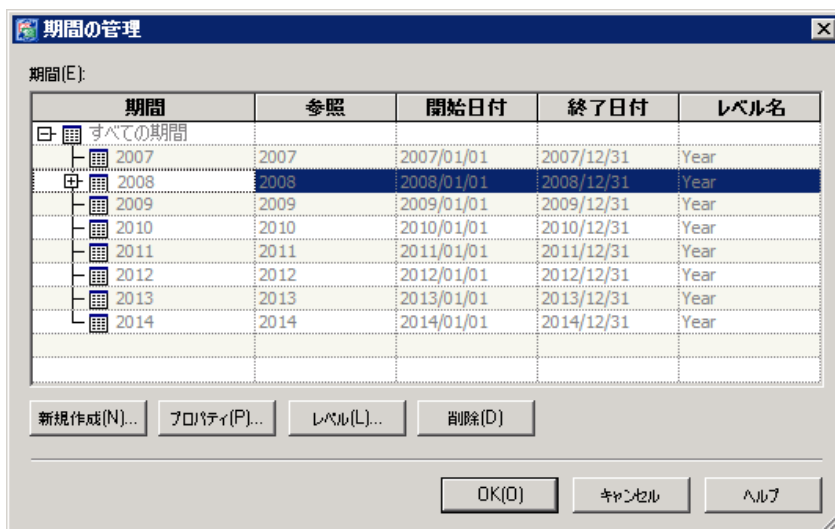 期間の管理
期間(E):
期間 参照 開始日付 終了日付 レベル名
すべての期間
2007 2007 2007/01/01 2007/12/31 Year
2008 2008 2008/01/01 2008/12/31 Year
2009 2009 2009/01/01 2009/12/31 Year
2010 2010 2010/01/01 2010/12/31 Year
2011 2011 2011/01/01 2011/12/31 Year
2012 2012 2012/01/01 2012/12/31 Year
2013 2013 2013/01/01 2013/12/31 Year
2014 2014 2014/01/01 2014/12/31 Year
新規作成(N)... プロパティ(P)... レベル(L)... 削除(D)
OK(O) キャンセル ヘルプ